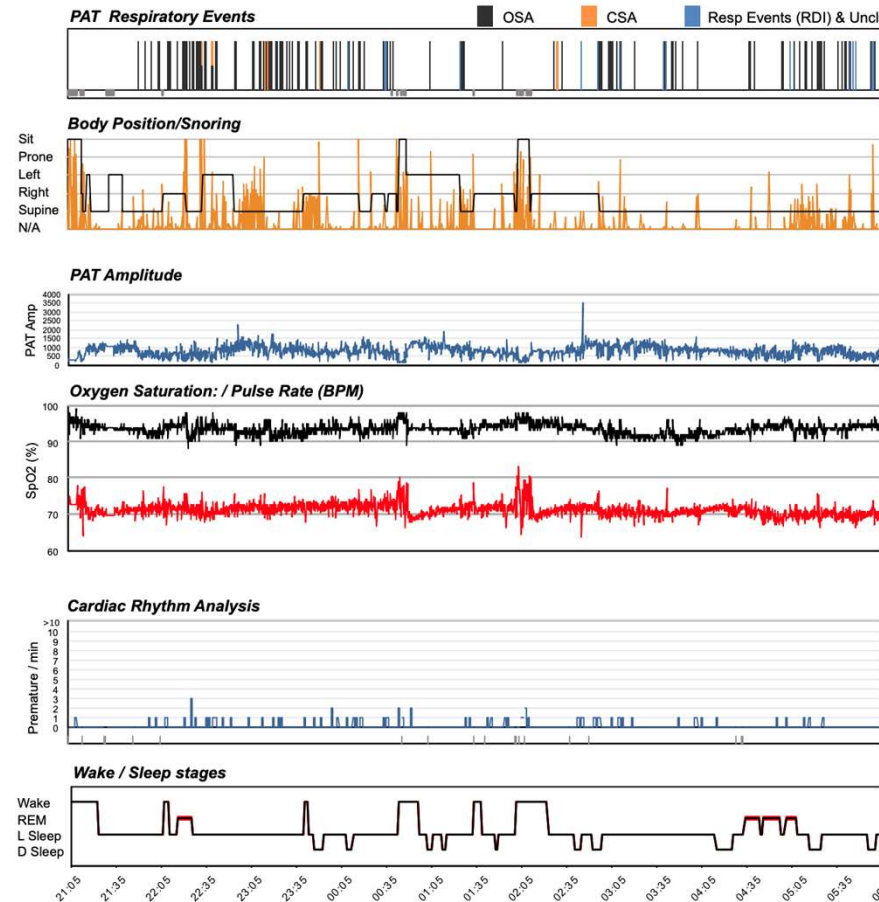 PAT Respiratory Events OSA CSA Resp Events (RDI) & Uncl
Body Position/Snoring
Sit
Prone
Left
Right
Supine
N/A
PAT Amplitude
PAT Amp
4000
3500
3000
2500
2000
1500
1000
500
0
Oxygen Saturation: / Pulse Rate (BPM)
SpO2 (%)
100
90
80
70
60
Cardiac Rhythm Analysis
Premature / min
>10
10
9
8
7
6
5
4
3
2
1
0
Wake / Sleep stages
Wake
REM
L Sleep
D Sleep
21:05 21:35 22:05 22:35 23:05 23:35 00:05 00:35 01:05 01:35 02:05 02:35 03:05 03:35 04:05 04:35 05:05 05:35